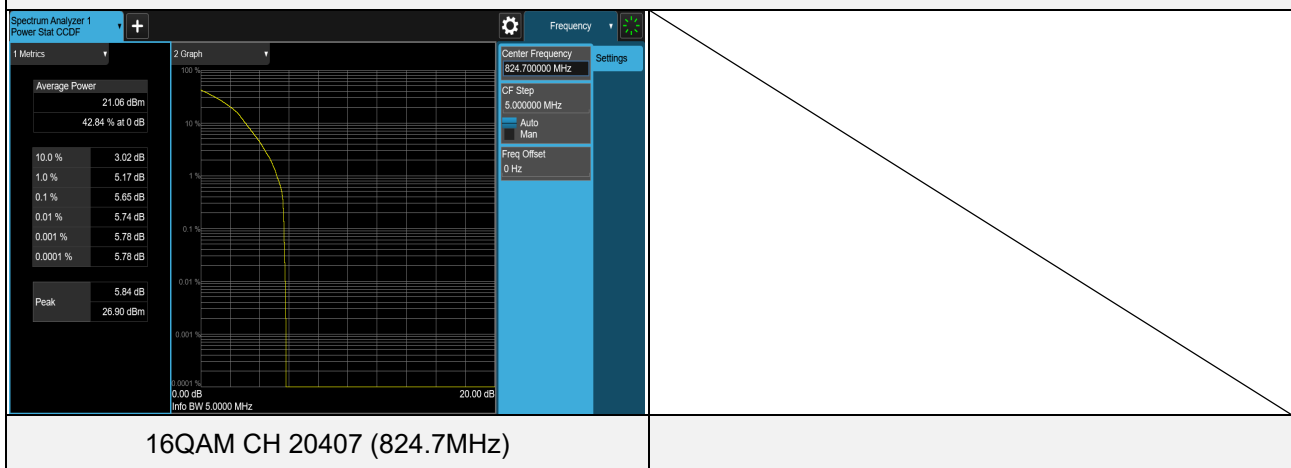 Spectrum Analyzer 1
Power Stat CCDF
+
Frequency
1 Metrics
2 Graph
Center Frequency
824.700000 MHz
Settings
CF Step
5.000000 MHz
Auto
Man
Freq Offset
0 Hz
Average Power
21.06 dBm
42.84 % at 0 dB
10.0 % 3.02 dB
1.0 % 5.17 dB
0.1 % 5.65 dB
0.01 % 5.74 dB
0.001 % 5.78 dB
0.0001 % 5.78 dB
Peak
5.84 dB
26.90 dBm
100 %
10 %
1 %
0.1 %
0.01 %
0.001 %
0.0001 %
0.00 dB 20.00 dB
Info BW 5.0000 MHz
16QAM CH 20407 (824.7MHz)